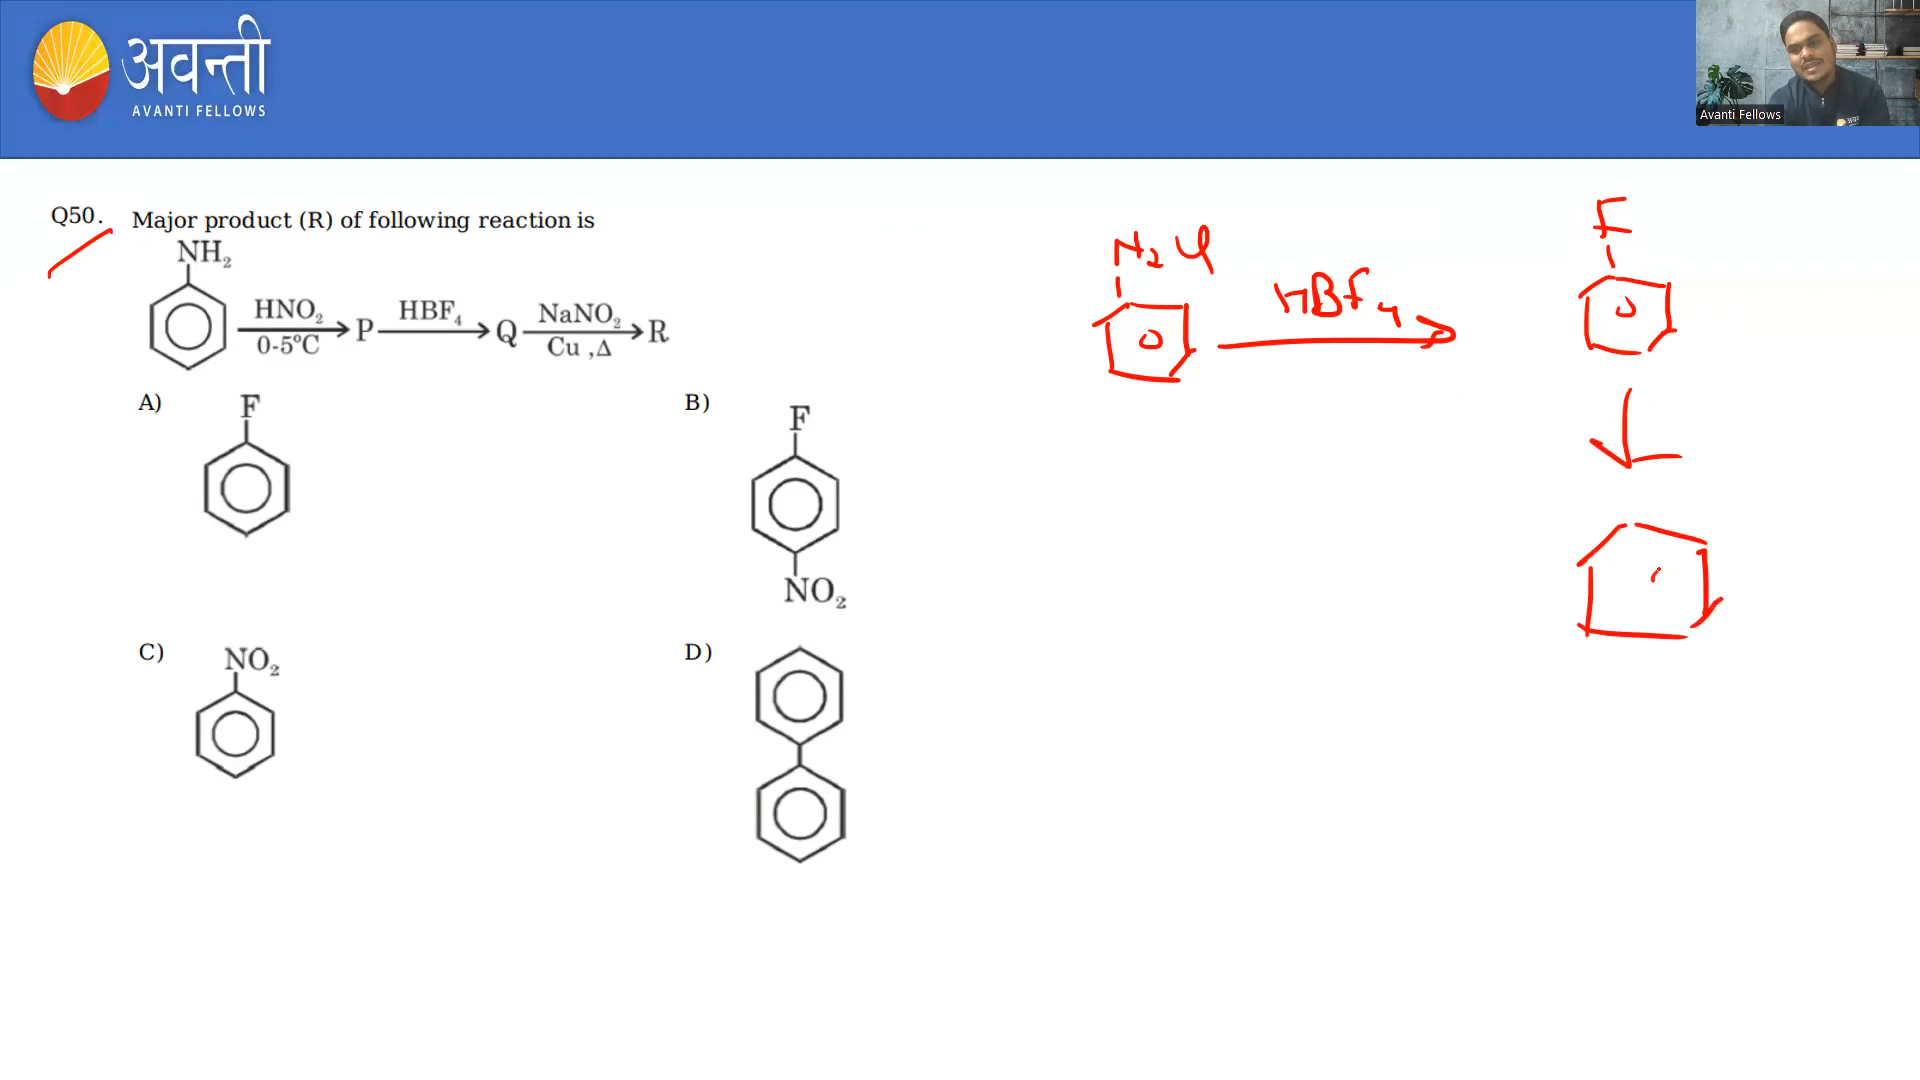 अवन्ती
AVANTI FELLOWS
Avanti Fellows
Q50. Major product (R) of following reaction is
NH₂
HNO₂
0-5°C
P
HBF₄
Q
NaNO₂
Cu ,Δ
R
A)
F
B)
F
NO₂
C)
NO₂
D)
N₂Cl
HBF₄
F